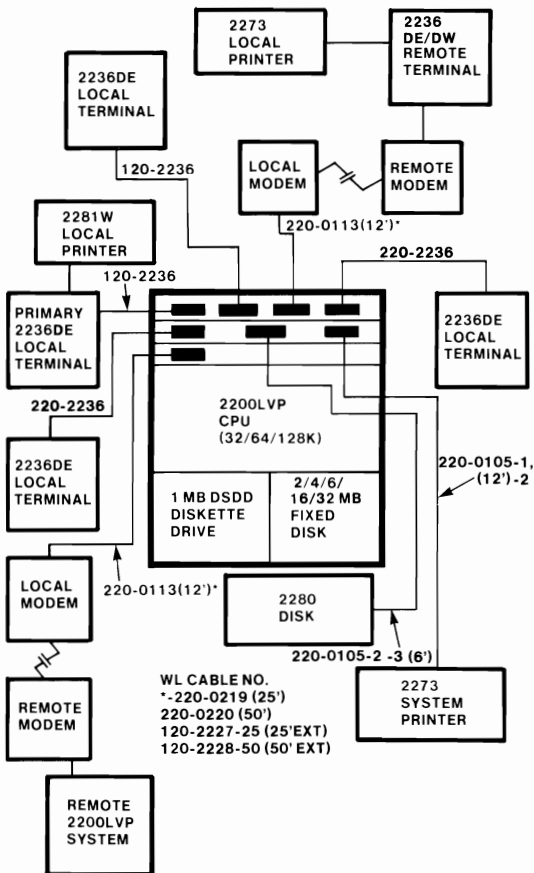 2273
LOCAL
PRINTER
2236
DE/DW
REMOTE
TERMINAL
2236DE
LOCAL
TERMINAL
LOCAL
MODEM
REMOTE
MODEM
120-2236
220-0113(12')*
2281W
LOCAL
PRINTER
120-2236
220-2236
PRIMARY
2236DE
LOCAL
TERMINAL
2236DE
LOCAL
TERMINAL
2200LVP
CPU
(32/64/128K)
220-2236
2236DE
LOCAL
TERMINAL
220-0105-1,
(12')-2
1 MB DSDD
DISKETTE
DRIVE
2/4/6/
16/32 MB
FIXED
DISK
LOCAL
MODEM
220-0113(12')*
2280
DISK
220-0105-2 -3 (6')
WL CABLE NO.
*-220-0219 (25')
220-0220 (50')
120-2227-25 (25'EXT)
120-2228-50 (50' EXT)
2273
SYSTEM
PRINTER
REMOTE
MODEM
REMOTE
2200LVP
SYSTEM